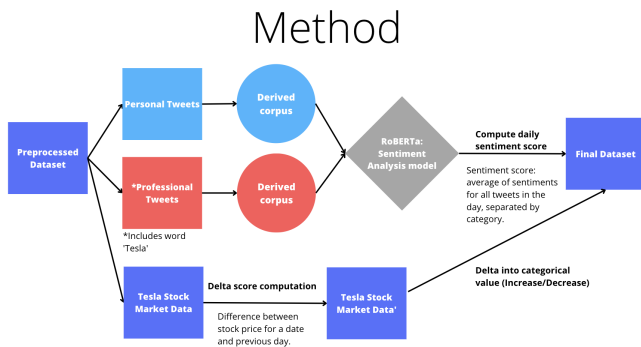 Method
Personal Tweets
Derived
corpus
Preprocessed
Dataset
*Professional
Tweets
Derived
corpus
*Includes word
'Tesla'
RoBERTa:
Sentiment
Analysis model
Compute daily
sentiment score
Sentiment score:
average of sentiments
for all tweets in the
day, separated by
category.
Final Dataset
Tesla Stock
Market Data
Delta score computation
Difference between
stock price for a date
and previous day.
Tesla Stock
Market Data'
Delta into categorical
value (Increase/Decrease)